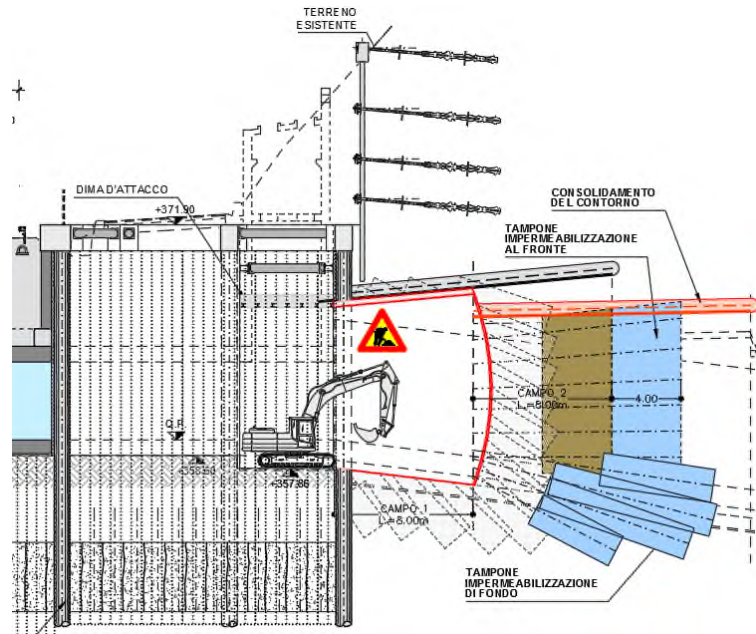 TERRENO
ESISTENTE
DIMA D'ATTACCO
+371.90
CONSOLIDAMENTO
DEL CONTORNO
TAMPONE
IMPERMEABILIZZAZIONE
AL FRONTE
CAMPO 2
L=8.00m
4.00
+357.86
CAMPO 1
L=8.00m
TAMPONE
IMPERMEABILIZZAZIONE
DI FONDO